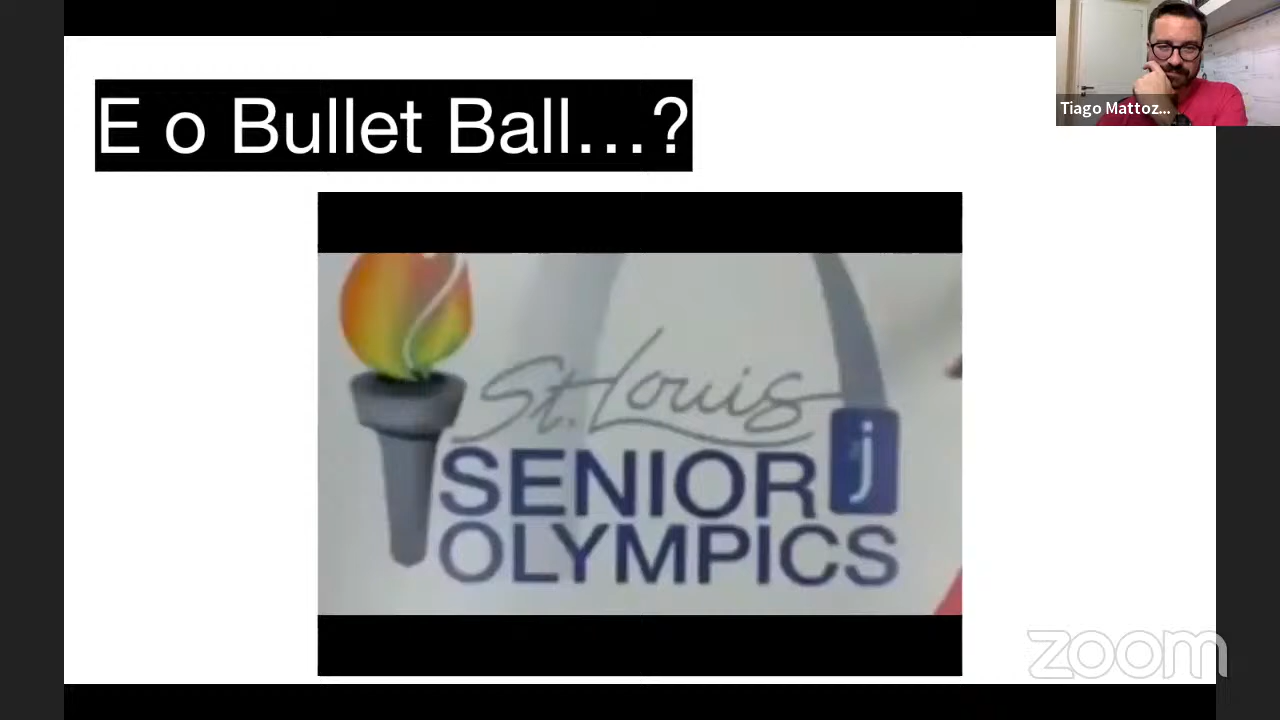 E o Bullet Ball...?
Tiago Mattoz...
St. Louis
SENIOR j
OLYMPICS
zoom